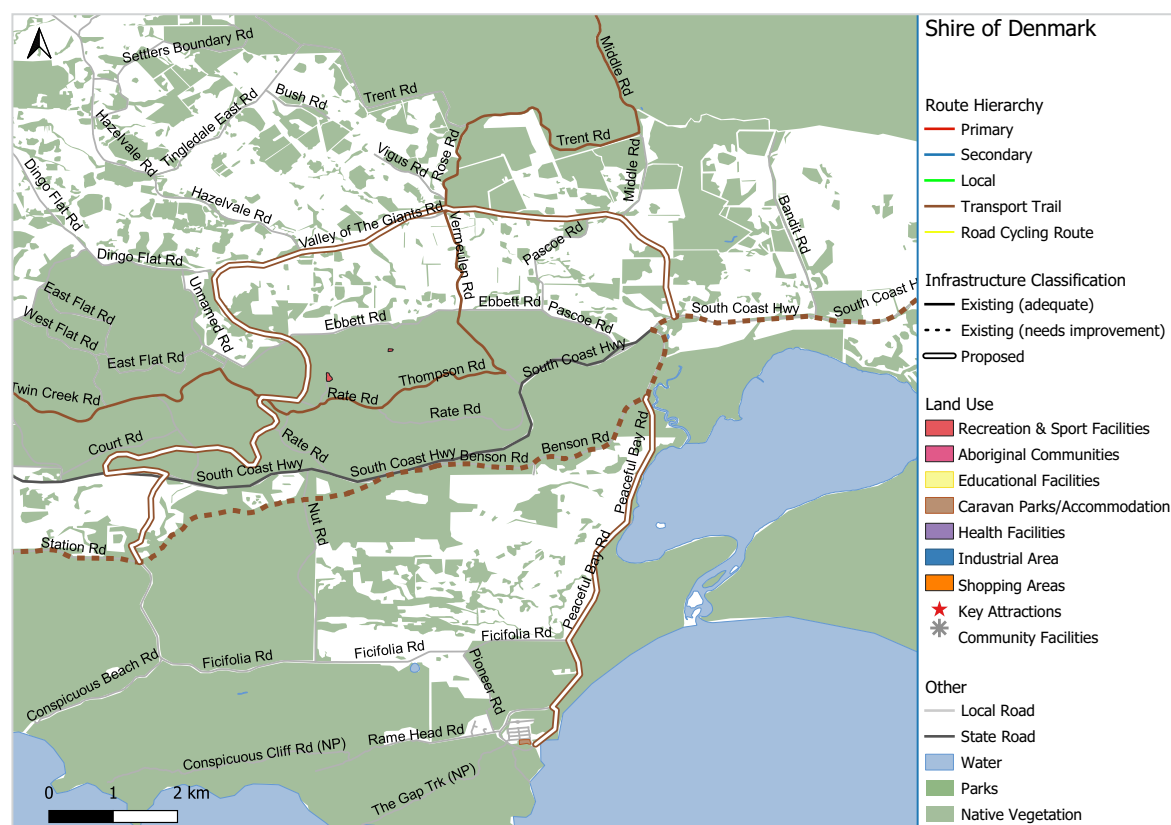 Shire of Denmark
Route Hierarchy
Primary
Secondary
Local
Transport Trail
Road Cycling Route
Infrastructure Classification
Existing (adequate)
Existing (needs improvement)
Proposed
Land Use
Recreation & Sport Facilities
Aboriginal Communities
Educational Facilities
Caravan Parks/Accommodation
Health Facilities
Industrial Area
Shopping Areas
Key Attractions
Community Facilities
Other
Local Road
State Road
Water
Parks
Native Vegetation
Settlers Boundary Rd
Middle Rd
Bush Rd
Trent Rd
Tingledale East Rd
Hazelvale Rd
Trent Rd
Vigus Rd
Rose Rd
Middle Rd
Dingo Flat Rd
Hazelvale Rd
Valley of The Giants Rd
Vermeulen Rd
Pascoe Rd
Bandit Rd
Dingo Flat Rd
Unnamed Rd
East Flat Rd
West Flat Rd
Ebbett Rd
Ebbett Rd
Pascoe Rd
South Coast Hwy
South Coast H
East Flat Rd
South Coast Hwy
Thompson Rd
Twin Creek Rd
Rate Rd
Rate Rd
Court Rd
Rate Rd
Benson Rd
Peaceful Bay Rd
South Coast Hwy
South Coast Hwy
Benson Rd
Nut Rd
Station Rd
Peaceful Bay Rd
Ficifolia Rd
Ficifolia Rd
Ficifolia Rd
Conspicuous Beach Rd
Pioneer Rd
Rame Head Rd
Conspicuous Cliff Rd (NP)
The Gap Trk (NP)
0 1 2 km